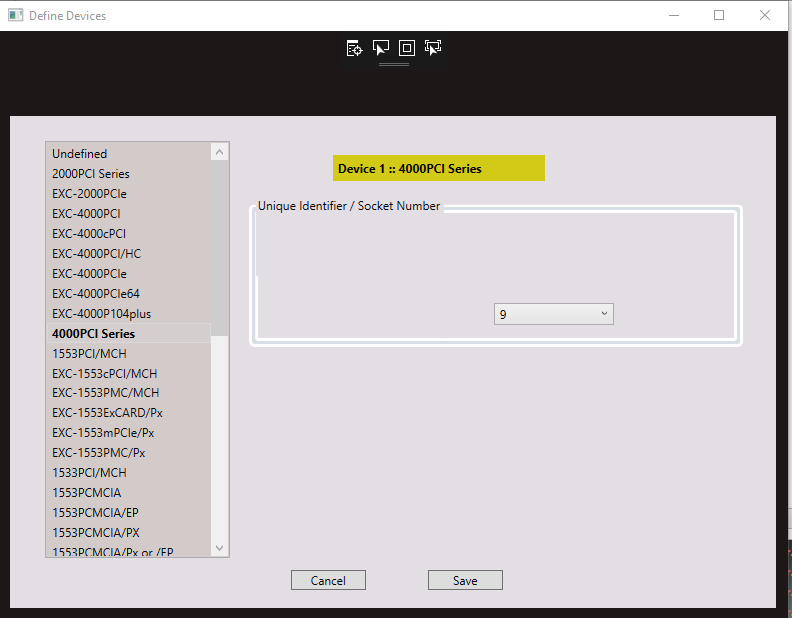 Define Devices
Undefined
2000PCI Series
EXC-2000PCIe
EXC-4000PCI
EXC-4000cPCI
EXC-4000PCI/HC
EXC-4000PCIe
EXC-4000PCIe64
EXC-4000P104plus
4000PCI Series
1553PCI/MCH
EXC-1553cPCI/MCH
EXC-1553PMC/MCH
EXC-1553ExCARD/Px
EXC-1553mPCIe/Px
EXC-1553PMC/Px
1533PCI/MCH
1553PCMCIA
1553PCMCIA/EP
1553PCMCIA/PX
1553PCMCIA/Px or /EP
Device 1 :: 4000PCI Series
Unique Identifier / Socket Number
9
Cancel
Save